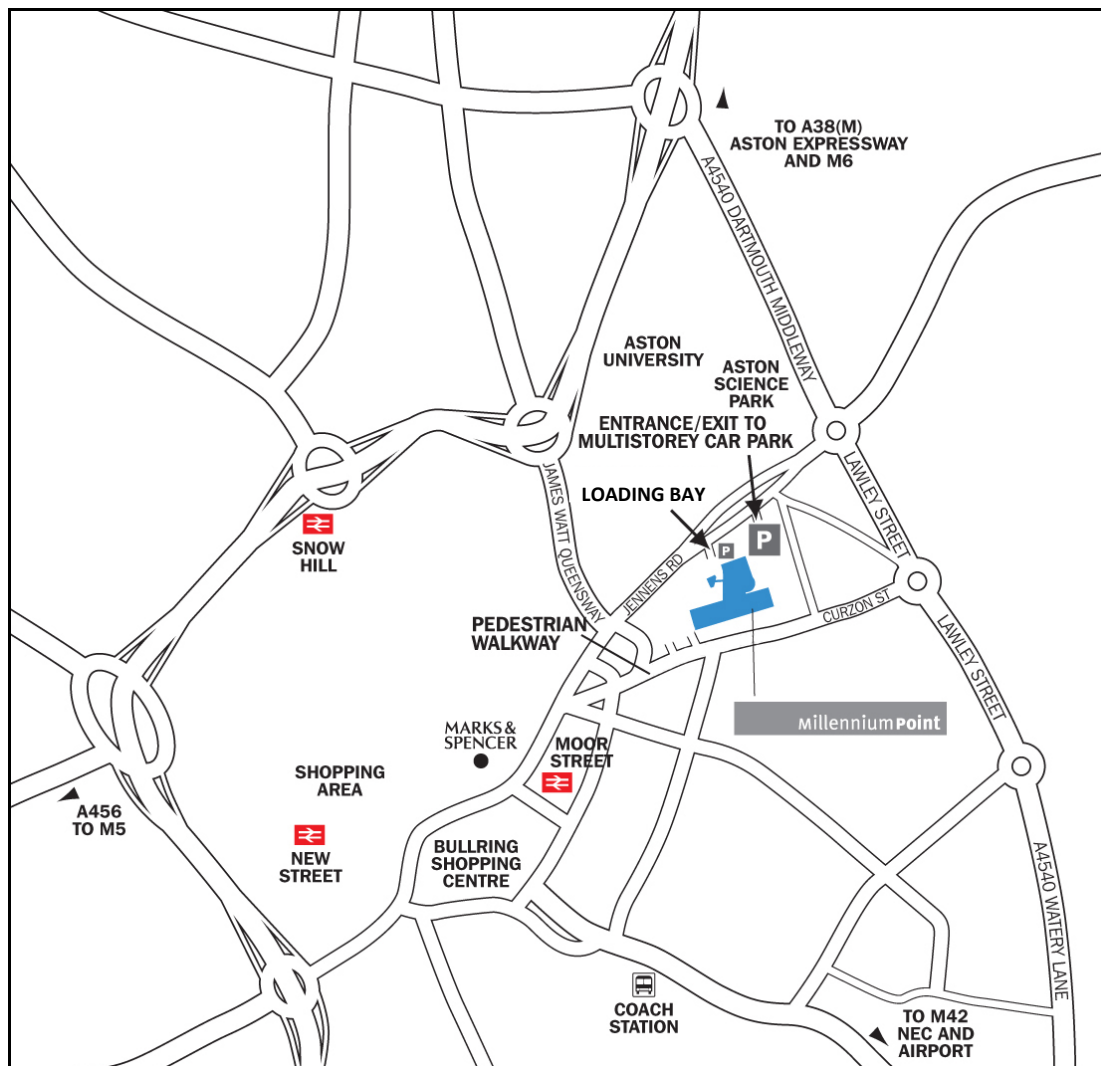 TO A38(M)
ASTON EXPRESSWAY
AND M6
A4540 DARTMOUTH MIDDLEWAY
ASTON
UNIVERSITY
ASTON
SCIENCE
PARK
ENTRANCE/EXIT TO
MULTISTOREY CAR PARK
LOADING BAY
JAMES WATT QUEENSWAY
LAWLEY STREET
P
P
SNOW
HILL
JENNENS RD
CURZON ST
PEDESTRIAN
WALKWAY
LAWLEY STREET
MillenniumPoint
MARKS&
SPENCER
MOOR
STREET
SHOPPING
AREA
A456
TO M5
NEW
STREET
BULLRING
SHOPPING
CENTRE
A4540 WATERY LANE
COACH
STATION
TO M42
NEC AND
AIRPORT